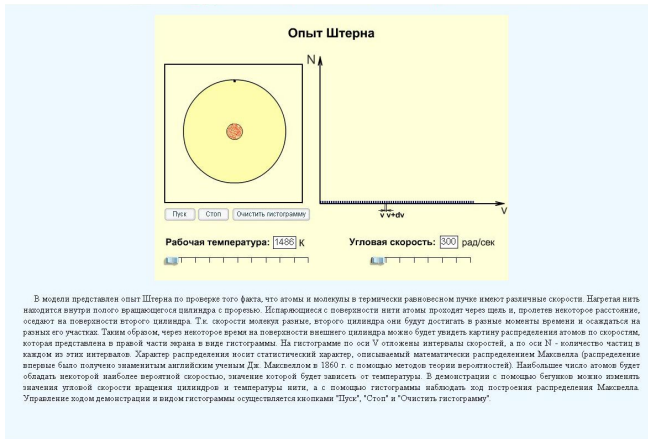 Опыт Штерна
N
V
v v+dv
Пуск Стоп Очистить гистограмму
Рабочая температура: 1486 К Угловая скорость: 300 рад/сек
В модели представлен опыт Штерна по проверке того факта, что атомы и молекулы в термически равновесном пучке имеют различные скорости. Нагретая нить
находится внутри полого вращающегося цилиндра с прорезью. Испаряющиеся с поверхности нити атомы проходят через щель и, пролетев некоторое расстояние,
оседают на поверхности второго цилиндра. Т.к. скорости молекул разные, второго цилиндра они будут достигать в разные моменты времени и осаждаться на
разных его участках. Таким образом, через некоторое время на поверхности внешнего цилиндра можно будет увидеть картину распределения атомов по скоростям,
которая представлена в правой части экрана в виде гистограммы. На гистограмме по оси V отложены интервалы скоростей, а по оси N - количество частиц в
каждом из этих интервалов. Характер распределения носит статистический характер, описываемый математически распределением Максвелла (распределение
впервые было получено знаменитым английским ученым Дж. Максвеллом в 1860 г. с помощью методов теории вероятностей). Наибольшее число атомов будет
обладать некоторой наиболее вероятной скоростью, значение которой будет зависеть от температуры. В демонстрации с помощью бегунков можно изменять
значения угловой скорости вращения цилиндров и температуры нити, а с помощью гистограммы наблюдать ход построения распределения Максвелла.
Управление ходом демонстрации и видом гистограммы осуществляется кнопками "Пуск", "Стоп" и "Очистить гистограмму".